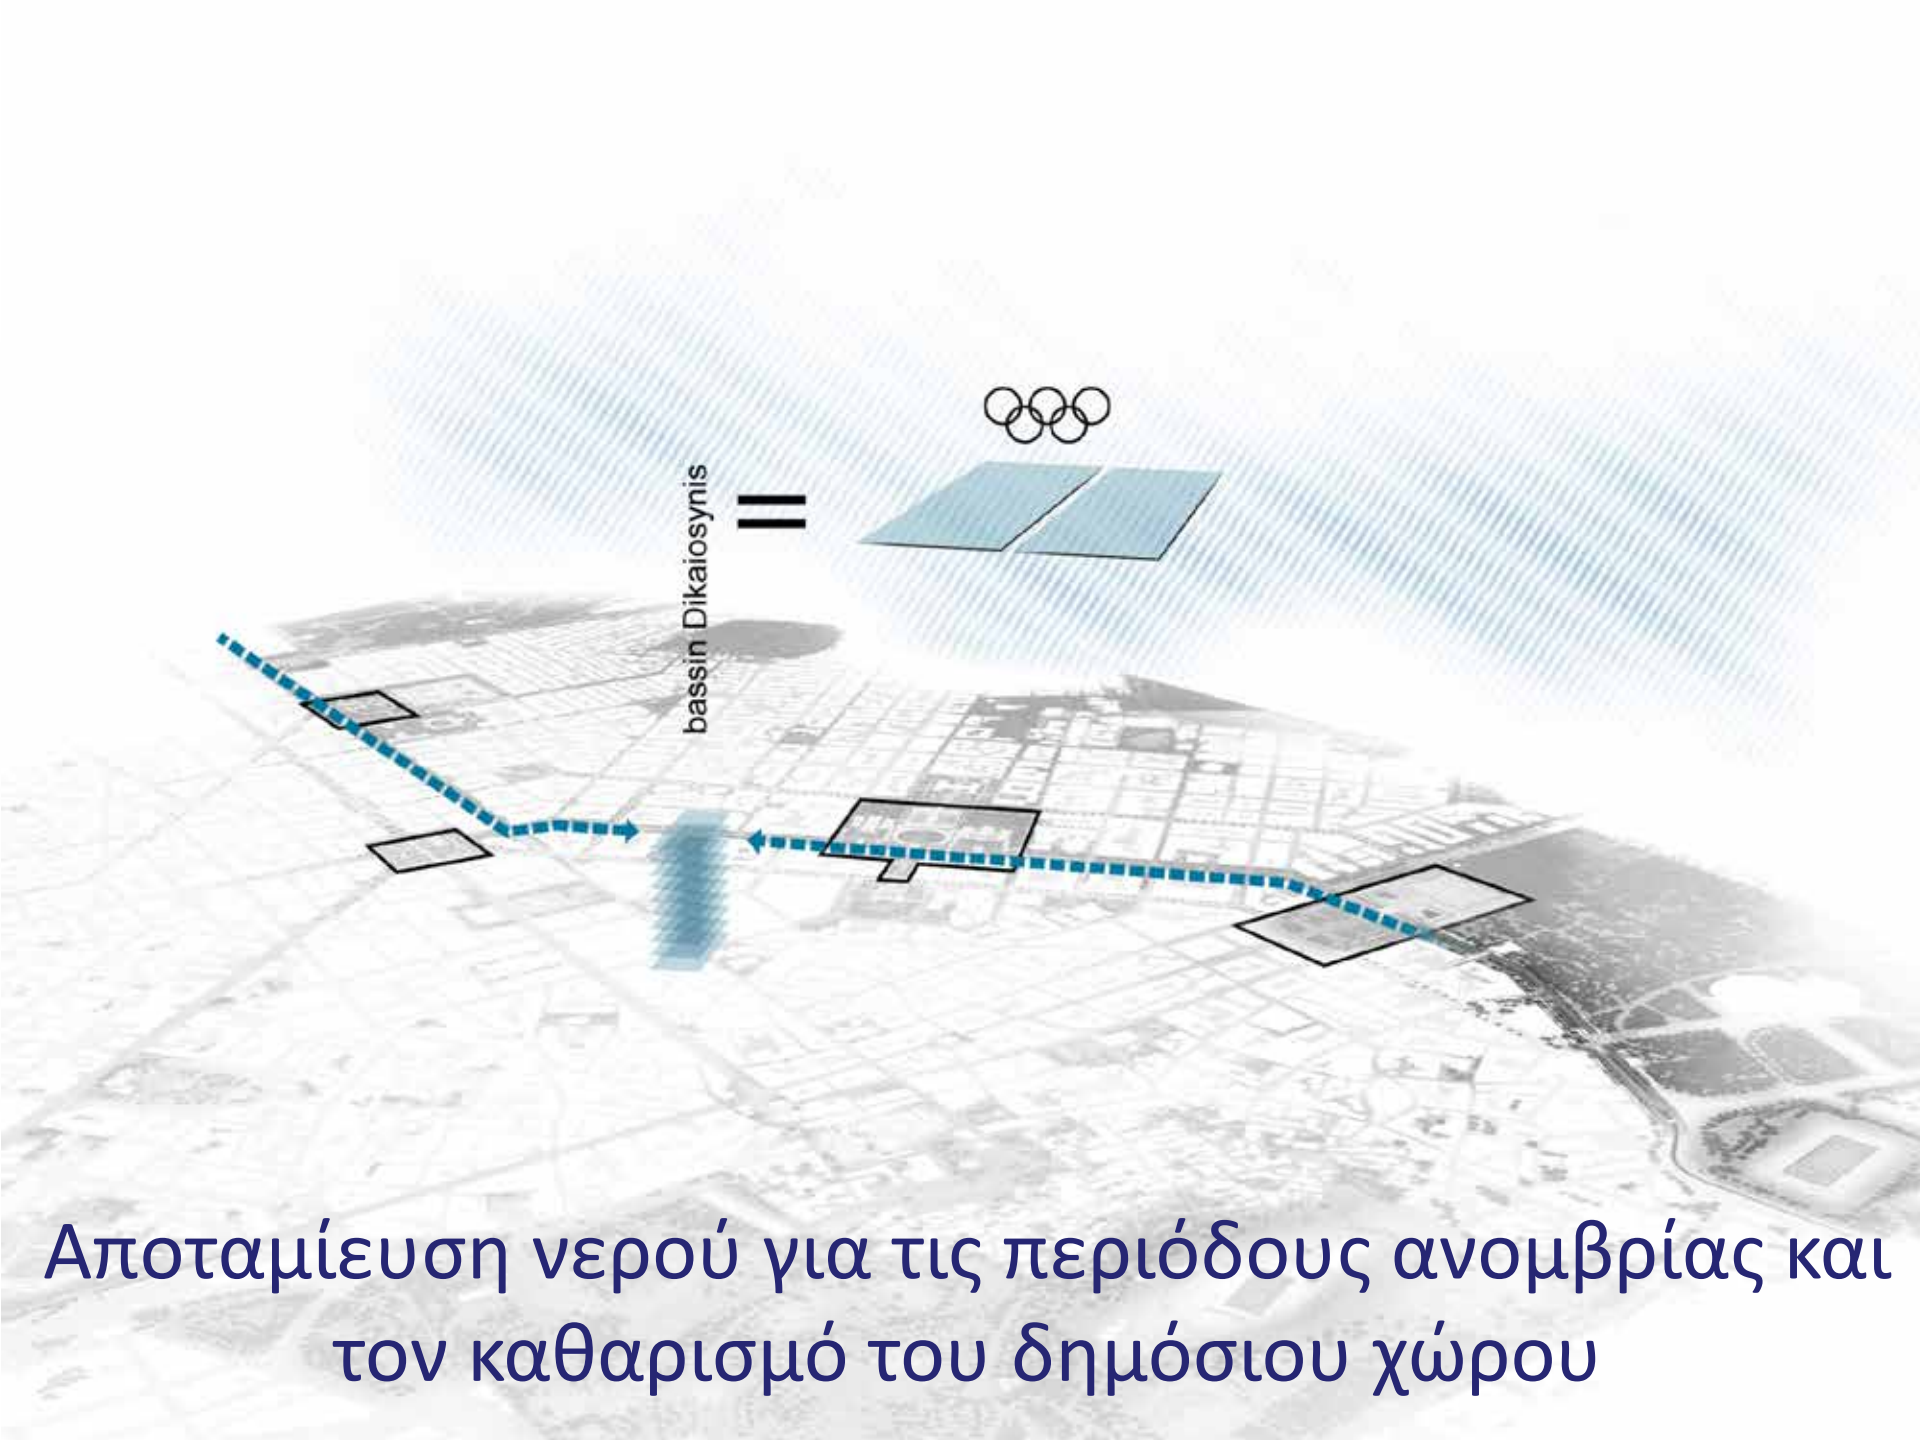 bassin Dikaiosynis
=
Αποταμίευση νερού για τις περιόδους ανομβρίας και
τον καθαρισμό του δημόσιου χώρου